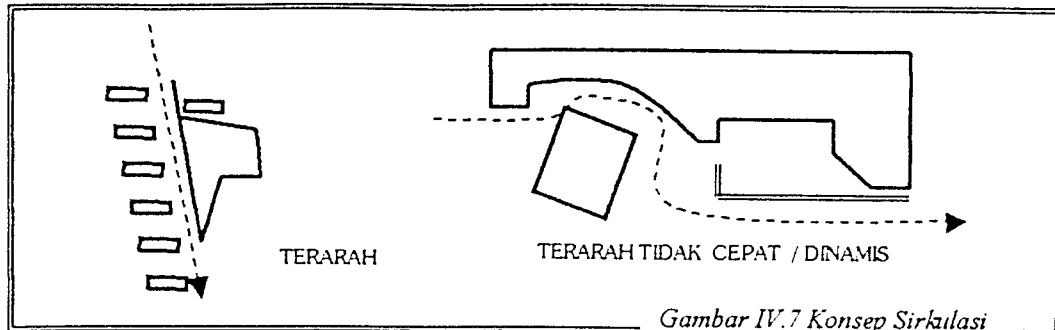 TERARAH
TERARAH TIDAK CEPAT / DINAMIS
Gambar IV.7 Konsep Sirkulasi